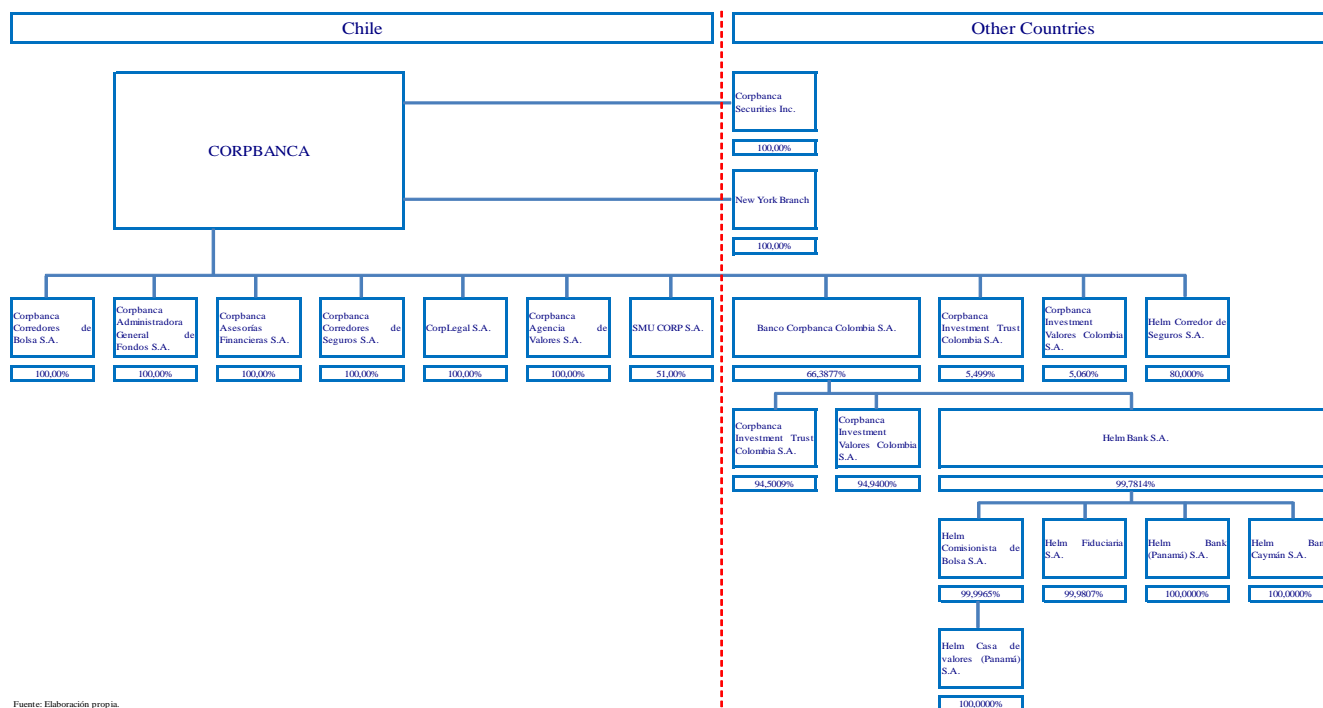 Chile
Other Countries
CORPBANCA
Corpbanca
Securities Inc.
100,00%
New York Branch
100,00%
Corpbanca
Corredores de
Bolsa S.A.
100,00%
Corpbanca
Administradora
General de
Fondos S.A.
100,00%
Corpbanca
Asesorías
Financieras S.A.
100,00%
Corpbanca
Corredores de
Seguros S.A.
100,00%
CorpLegal S.A.
100,00%
Corpbanca
Agencia de
Valores S.A.
100,00%
SMU CORP S.A.
51,00%
Banco Corpbanca Colombia S.A.
66,3877%
Corpbanca
Investment Trust
Colombia S.A.
5,499%
Corpbanca
Investment
Valores Colombia
S.A.
5,060%
Helm Corredor de
Seguros S.A.
80,000%
Corpbanca
Investment Trust
Colombia S.A.
94,5009%
Corpbanca
Investment
Valores Colombia
S.A.
94,9400%
Helm Bank S.A.
99,7814%
Helm
Comisionista de
Bolsa S.A.
99,9965%
Helm Fiduciaria
S.A.
99,9807%
Helm Bank
(Panamá) S.A.
100,0000%
Helm Ban
Caymán S.A.
100,0000%
Helm Casa de
valores (Panamá)
S.A.
100,0000%
Fuente: Elaboración propia.